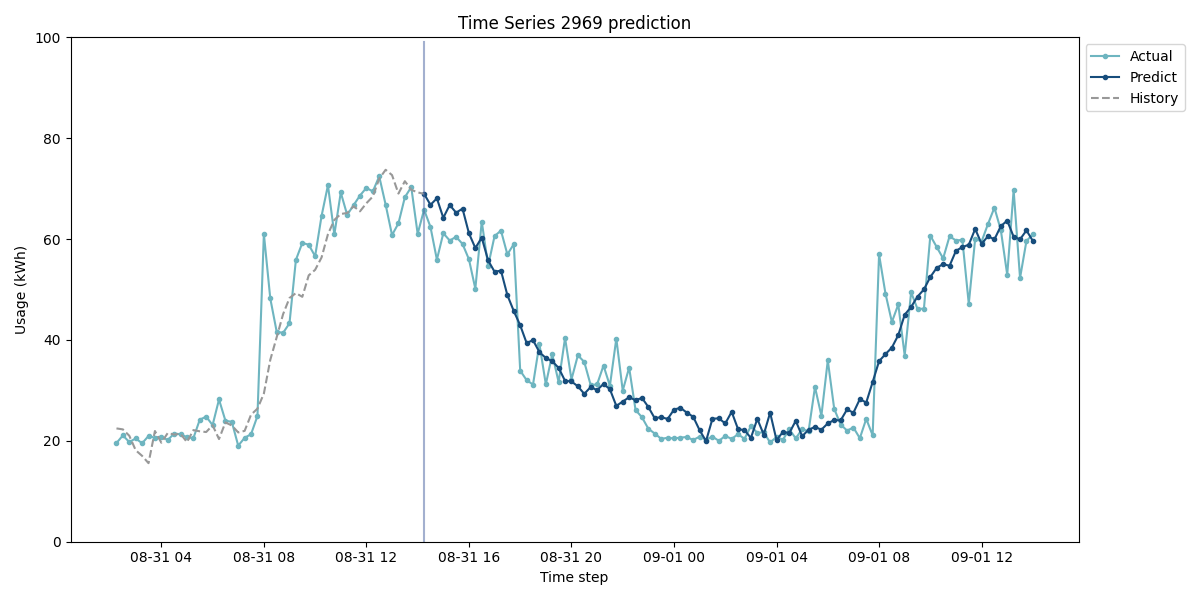 Time Series 2969 prediction
100
80
60
40
20
0
Usage (kWh)
08-31 04
08-31 08
08-31 12
08-31 16
08-31 20
09-01 00
09-01 04
09-01 08
09-01 12
Time step
Actual
Predict
History